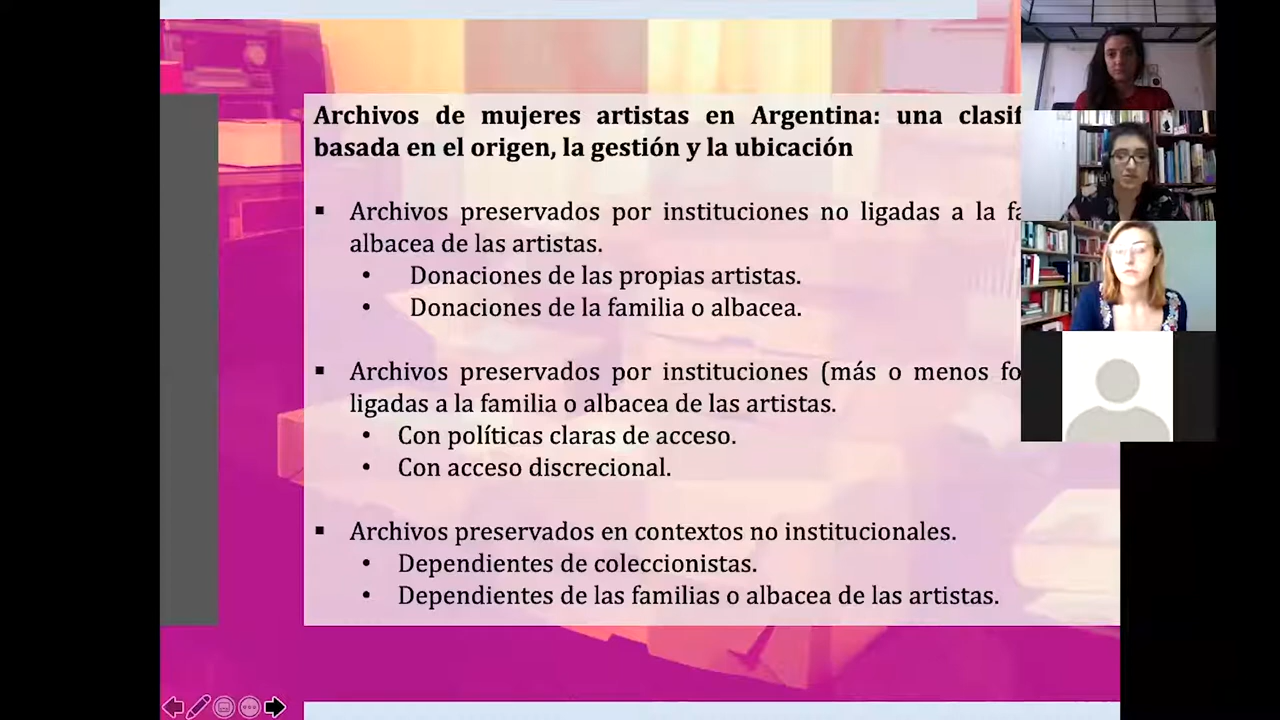 Archivos de mujeres artistas en Argentina: una clasif
basada en el origen, la gestión y la ubicación
▪ Archivos preservados por instituciones no ligadas a la fa
albacea de las artistas.
• Donaciones de las propias artistas.
• Donaciones de la familia o albacea.
▪ Archivos preservados por instituciones (más o menos fo
ligadas a la familia o albacea de las artistas.
• Con políticas claras de acceso.
• Con acceso discrecional.
▪ Archivos preservados en contextos no institucionales.
• Dependientes de coleccionistas.
• Dependientes de las familias o albacea de las artistas.